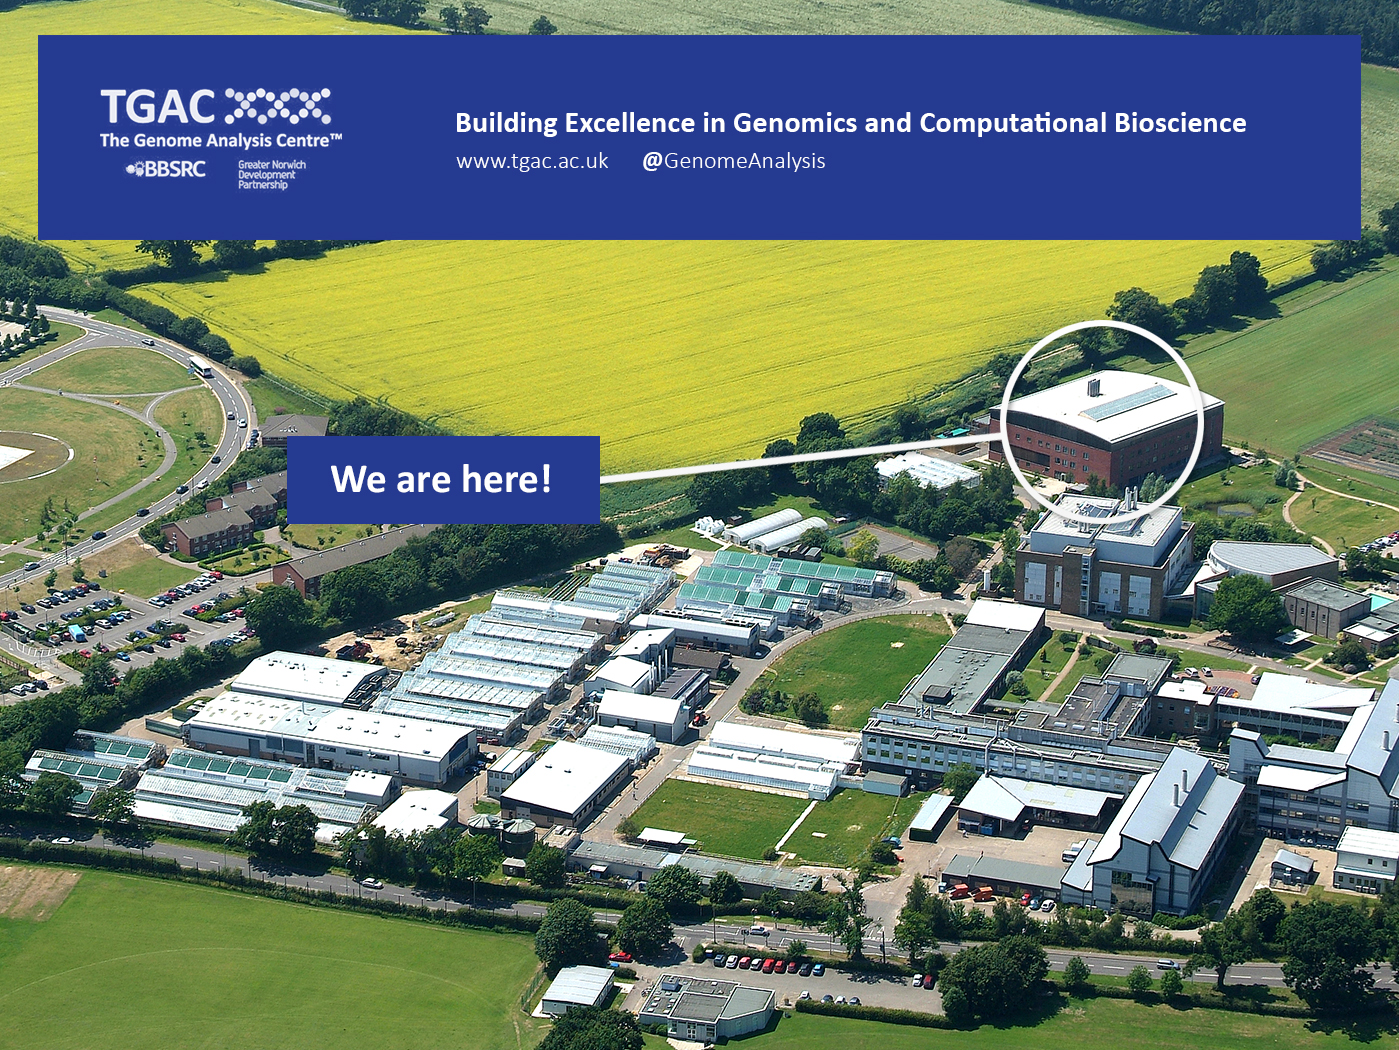 TGAC
The Genome Analysis Centre™
BBSRC
Greater Norwich
Development
Partnership
Building Excellence in Genomics and Computational Bioscience
www.tgac.ac.uk @GenomeAnalysis
We are here!